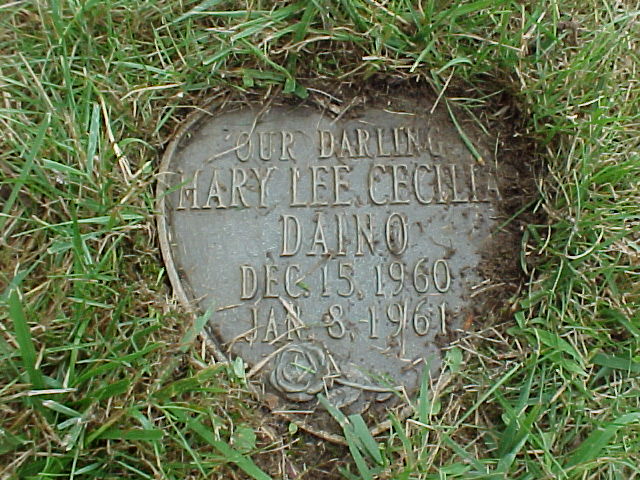 OUR DARLING
MARY LEE CECILIA
DAINO
DEC. 15, 1960
JAN. 8, 1961